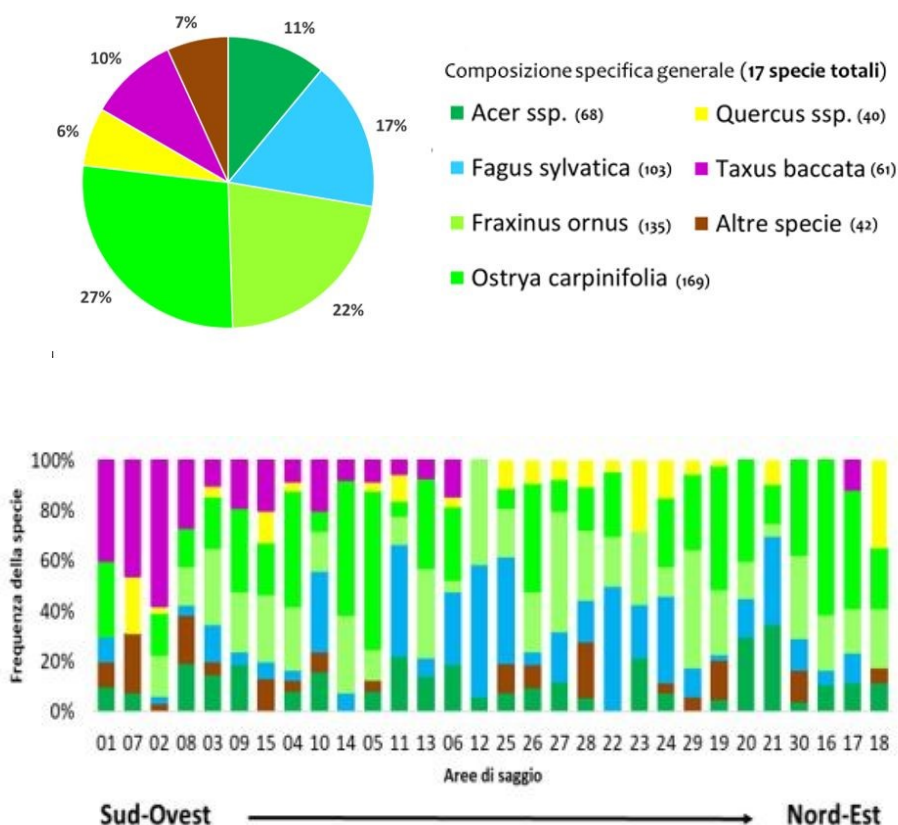 7%
11%
10%
17%
6%
27%
22%
Composizione specifica generale (17 specie totali)
Acer ssp. (68) Quercus ssp. (40)
Fagus sylvatica (103) Taxus baccata (61)
Fraxinus ornus (135) Altre specie (42)
Ostrya carpinifolia (169)
Frequenza della specie
100%
80%
60%
40%
20%
0%
01 07 02 08 03 09 15 04 10 14 05 11 13 06 12 25 26 27 28 22 23 24 29 19 20 21 30 16 17 18
Aree di saggio
Sud-Ovest Nord-Est